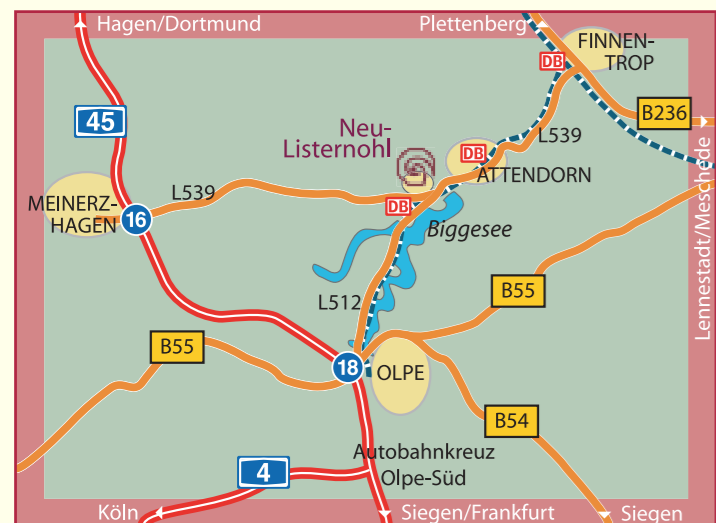 Hagen/Dortmund
Plettenberg
FINNEN-
TROP
DB
45
B236
Neu-
Listernohl
L539
DB
ATTENDORN
L539
MEINERZ-
HAGEN
16
DB
Biggesee
Lennestadt/Meschede
L512
B55
B55
18
OLPE
B54
Autobahnkreuz
Olpe-Süd
4
Köln
Siegen/Frankfurt
Siegen